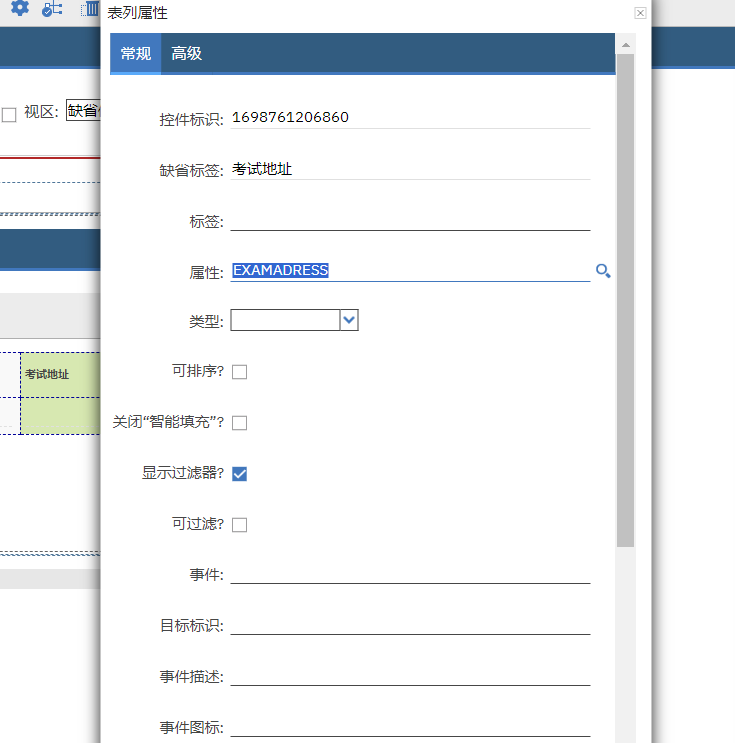 表列属性
常规 高级
视区: 缺省
控件标识: 1698761206860
缺省标签: 考试地址
标签:
属性: EXAMADRESS
类型:
考试地址
可排序?
关闭“智能填充”?
显示过滤器?
可过滤?
事件:
目标标识:
事件描述:
事件图标: